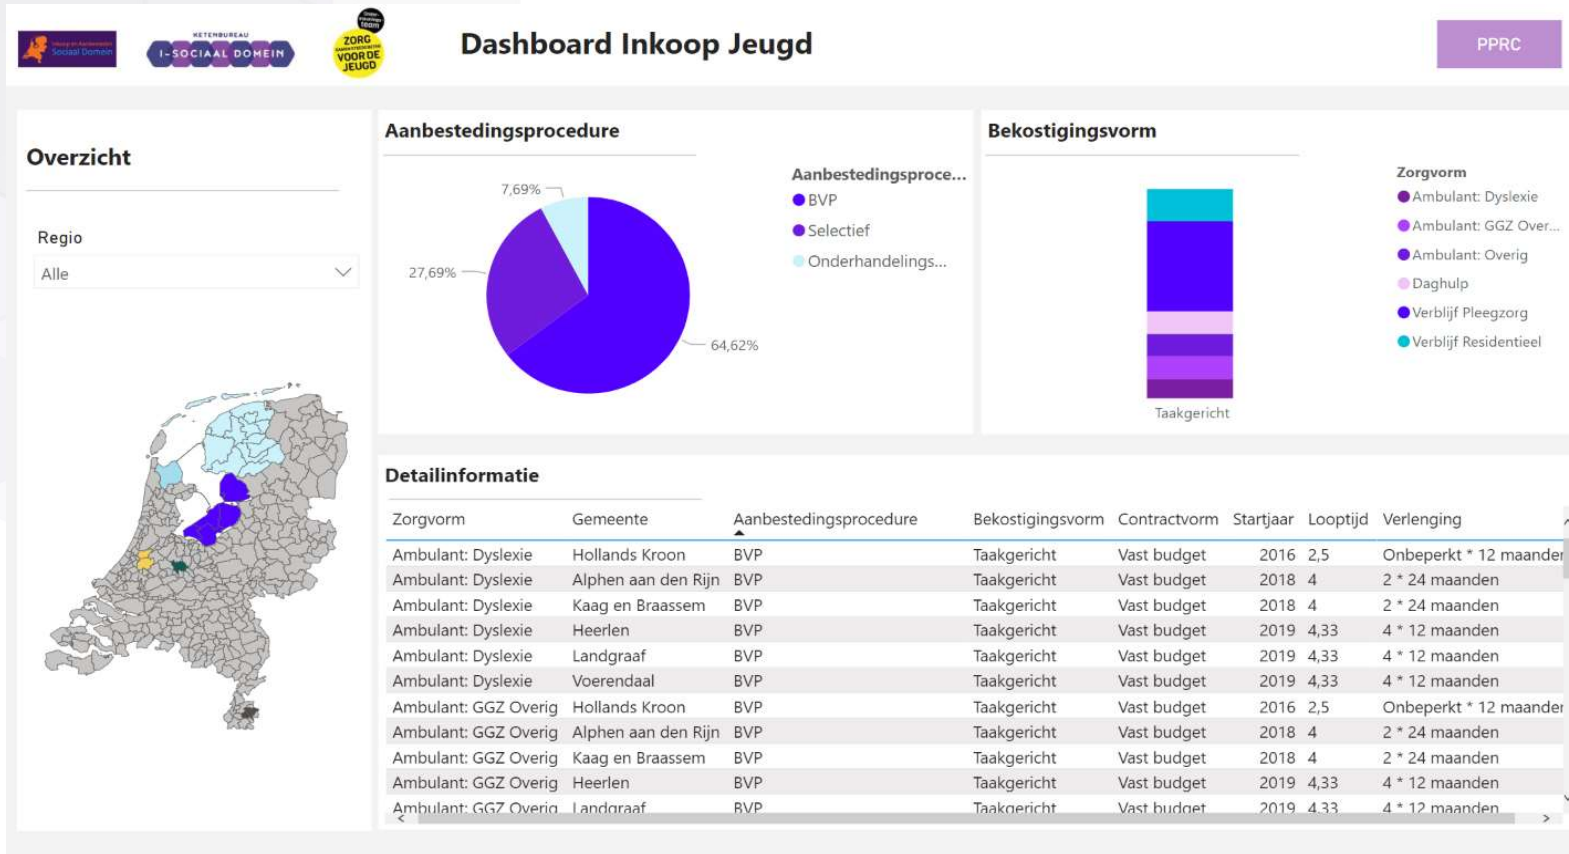 Inkoop en Aanbesteden
Sociaal Domein
KETENBUREAU
I-SOCIAAL DOMEIN
Onder-
steunings-
team
ZORG
VOOR DE
JEUGD
Dashboard Inkoop Jeugd
PPRC
Overzicht
Regio
Alle
Aanbestedingsprocedure
7,69%
27,69%
64,62%
Aanbestedingsproce...
BVP
Selectief
Onderhandelings...
Bekostigingsvorm
Taakgericht
Zorgvorm
Ambulant: Dyslexie
Ambulant: GGZ Over...
Ambulant: Overig
Daghulp
Verblijf Pleegzorg
Verblijf Residentieel
Detailinformatie
Zorgvorm Gemeente Aanbestedingsprocedure Bekostigingsvorm Contractvorm Startjaar Looptijd Verlenging
Ambulant: Dyslexie Hollands Kroon BVP Taakgericht Vast budget 2016 2,5 Onbeperkt * 12 maanden
Ambulant: Dyslexie Alphen aan den Rijn BVP Taakgericht Vast budget 2018 4 2 * 24 maanden
Ambulant: Dyslexie Kaag en Braassem BVP Taakgericht Vast budget 2018 4 2 * 24 maanden
Ambulant: Dyslexie Heerlen BVP Taakgericht Vast budget 2019 4,33 4 * 12 maanden
Ambulant: Dyslexie Landgraaf BVP Taakgericht Vast budget 2019 4,33 4 * 12 maanden
Ambulant: Dyslexie Voerendaal BVP Taakgericht Vast budget 2019 4,33 4 * 12 maanden
Ambulant: GGZ Overig Hollands Kroon BVP Taakgericht Vast budget 2016 2,5 Onbeperkt * 12 maanden
Ambulant: GGZ Overig Alphen aan den Rijn BVP Taakgericht Vast budget 2018 4 2 * 24 maanden
Ambulant: GGZ Overig Kaag en Braassem BVP Taakgericht Vast budget 2018 4 2 * 24 maanden
Ambulant: GGZ Overig Heerlen BVP Taakgericht Vast budget 2019 4,33 4 * 12 maanden
Ambulant: GGZ Overig Landgraaf BVP Taakgericht Vast budget 2019 4,33 4 * 12 maanden